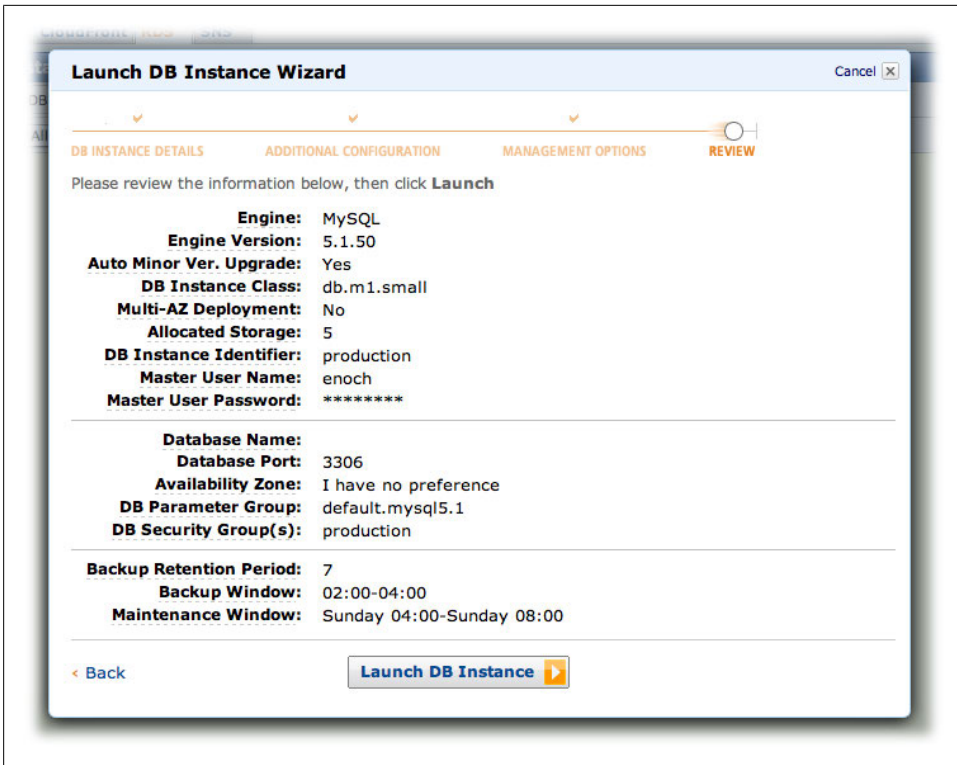 CloudFront RDS SNS
Launch DB Instance Wizard
Cancel
DB INSTANCE DETAILS ADDITIONAL CONFIGURATION MANAGEMENT OPTIONS REVIEW
Please review the information below, then click Launch
Engine: MySQL
Engine Version: 5.1.50
Auto Minor Ver. Upgrade: Yes
DB Instance Class: db.m1.small
Multi-AZ Deployment: No
Allocated Storage: 5
DB Instance Identifier: production
Master User Name: enoch
Master User Password: ********
Database Name:
Database Port: 3306
Availability Zone: I have no preference
DB Parameter Group: default.mysql5.1
DB Security Group(s): production
Backup Retention Period: 7
Backup Window: 02:00-04:00
Maintenance Window: Sunday 04:00-Sunday 08:00
< Back
Launch DB Instance